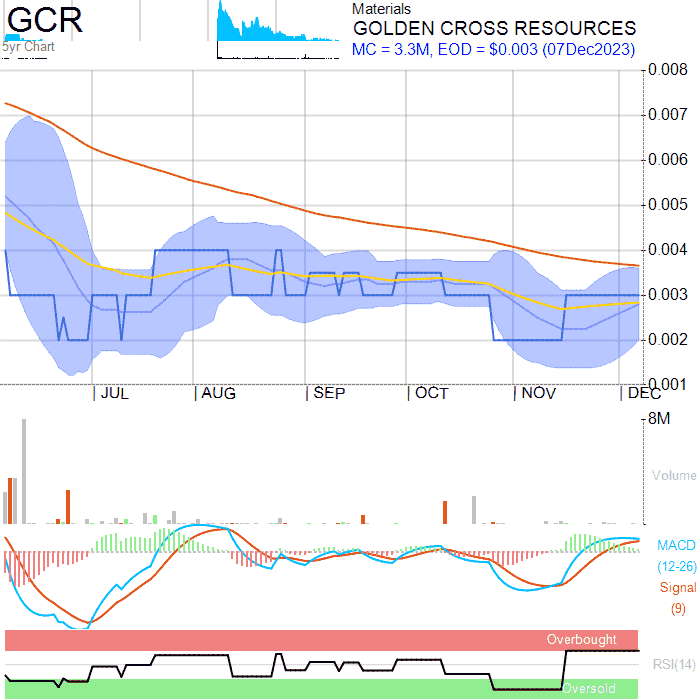 GCR
5yr Chart
Materials
GOLDEN CROSS RESOURCES
MC = 3.3M, EOD = $0.003 (07Dec2023)
0.008
0.007
0.006
0.005
0.004
0.003
0.002
0.001
JUL AUG SEP OCT NOV DEC
8M
Volume
MACD
(12-26)
Signal
(9)
Overbought
RSI(14)
Oversold